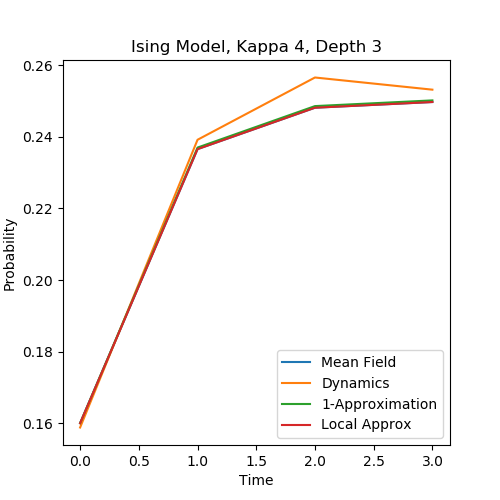 Ising Model, Kappa 4, Depth 3
0.26
0.24
0.22
0.20
0.18
0.16
Probability
0.0 0.5 1.0 1.5 2.0 2.5 3.0
Time
Mean Field
Dynamics
1-Approximation
Local Approx